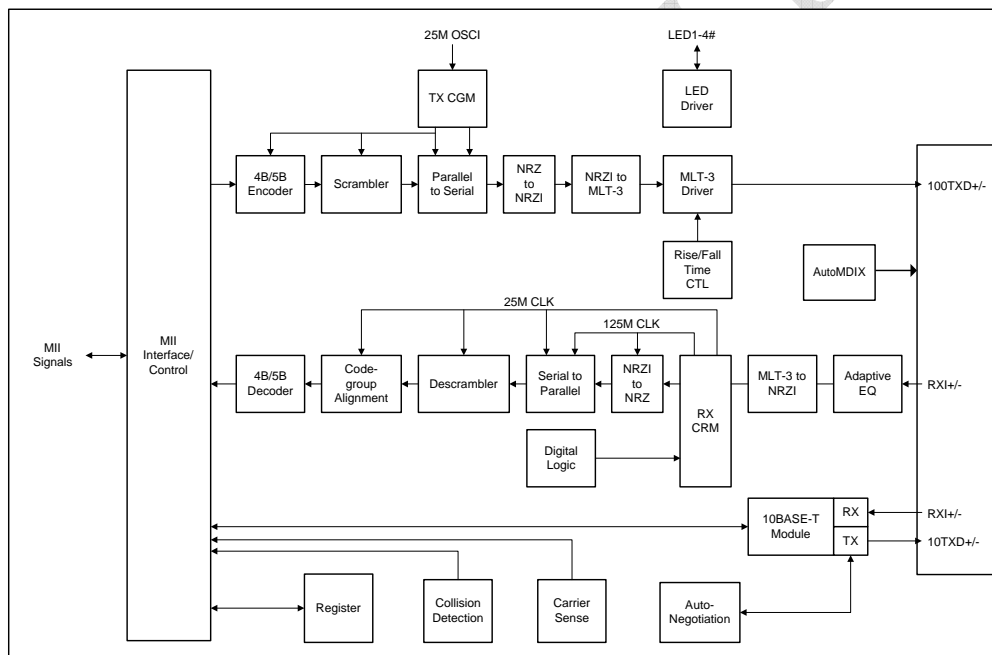 25M OSCI
LED1-4#
TX CGM
LED
Driver
4B/5B
Encoder
Scrambler
Parallel
to Serial
NRZ
to
NRZI
NRZI to
MLT-3
MLT-3
Driver
100TXD+/-
Rise/Fall
Time
CTL
AutoMDIX
25M CLK
125M CLK
MII
Signals
MII
Interface/
Control
4B/5B
Decoder
Code-
group
Alignment
Descrambler
Serial to
Parallel
NRZI
to
NRZ
RX
CRM
MLT-3 to
NRZI
Adaptive
EQ
RXI+/-
Digital
Logic
10BASE-T
Module
RX
TX
RXI+/-
10TXD+/-
Register
Collision
Detection
Carrier
Sense
Auto-
Negotiation